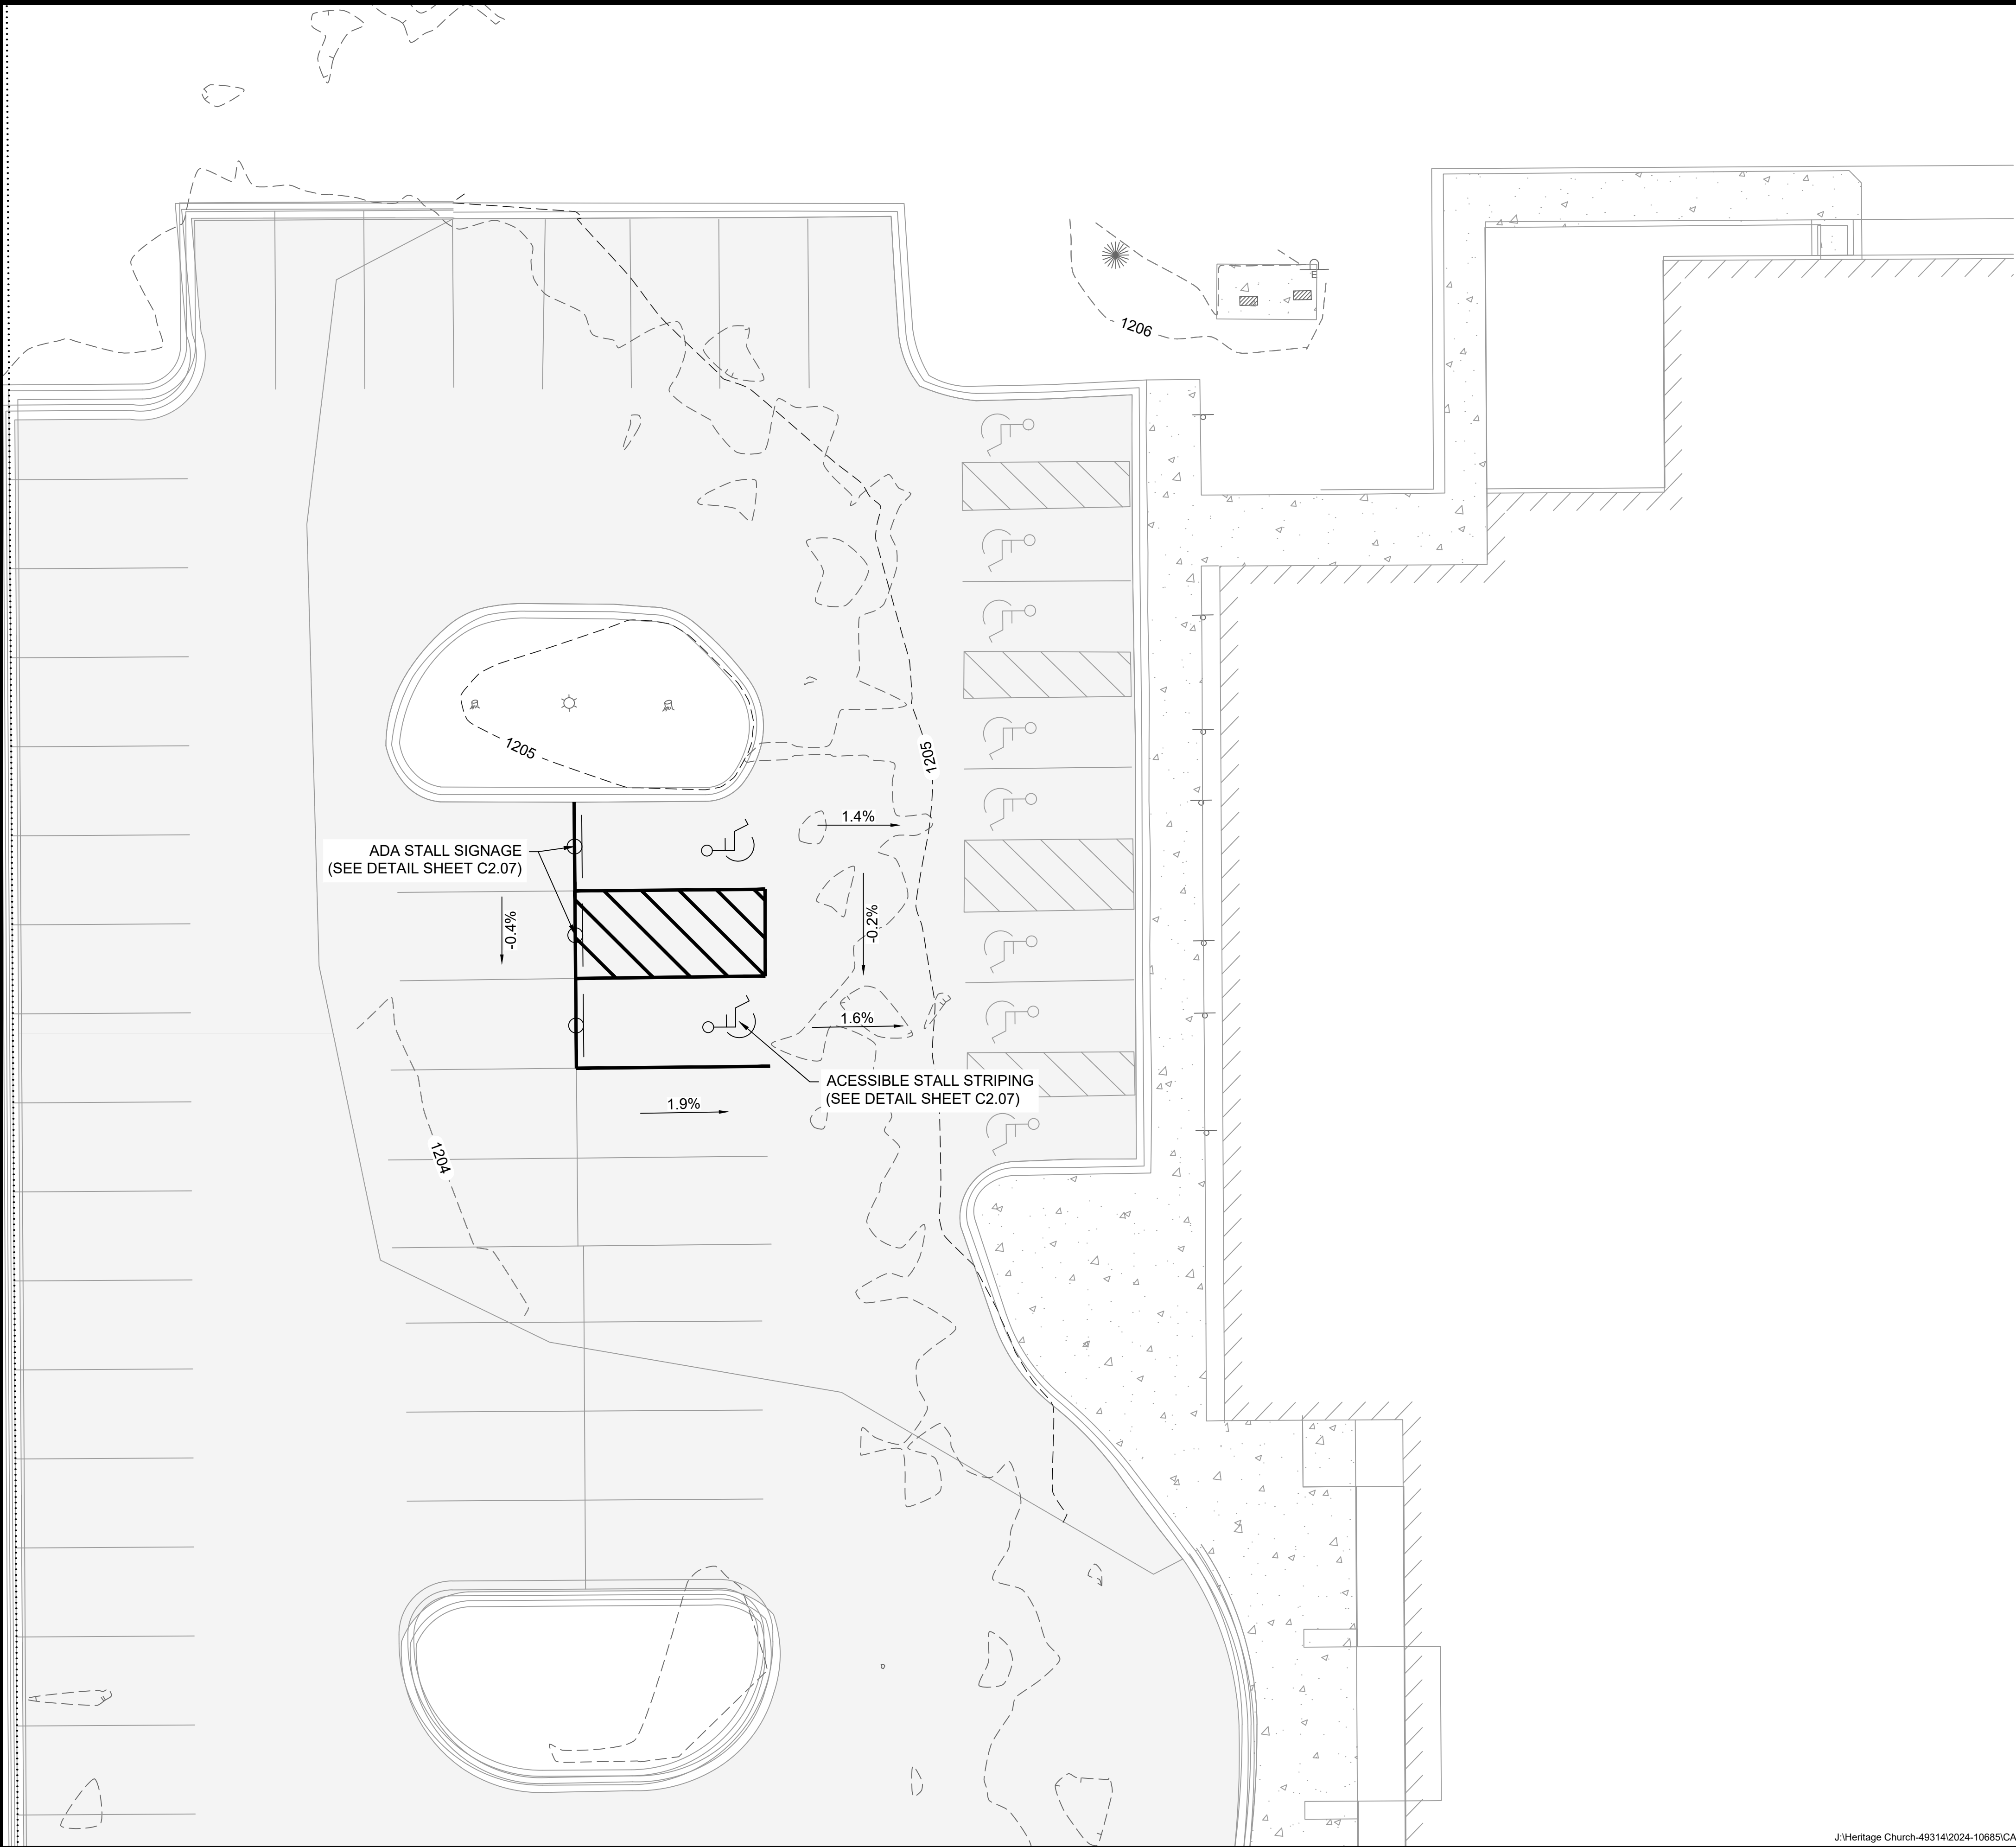 1206
E
1205
1205
1.4%
ADA STALL SIGNAGE
(SEE DETAIL SHEET C2.07)
-0.4%
-0.2%
1.6%
ACESSIBLE STALL STRIPING
(SEE DETAIL SHEET C2.07)
1.9%
1204
J:\Heritage Church-49314\2024-10685\CA